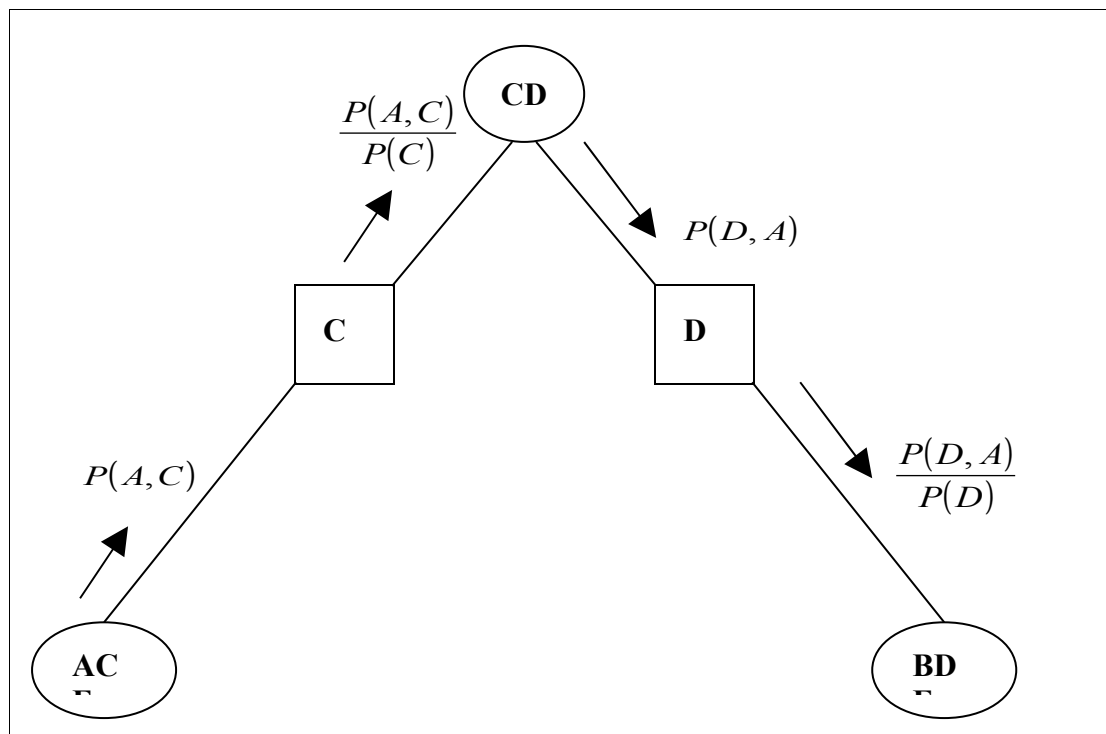 CD
P(A, C)
P(C)
P(D, A)
C
D
P(A, C)
P(D, A)
P(D)
AC
BD